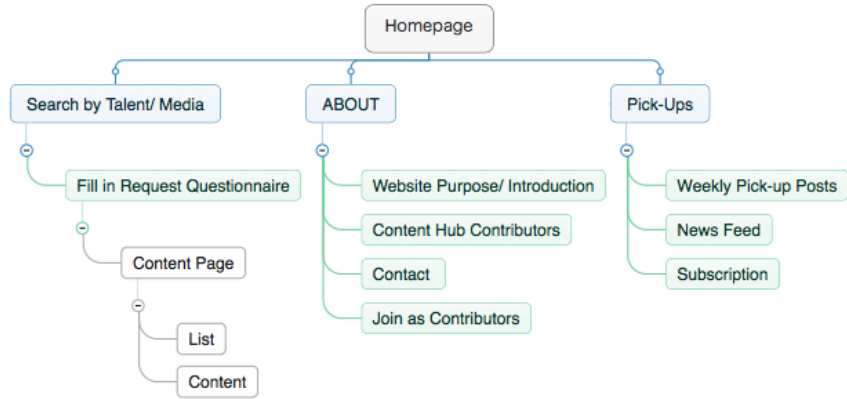 Homepage
Search by Talent/ Media
ABOUT
Pick-Ups
Fill in Request Questionnaire
Website Purpose/ Introduction
Weekly Pick-up Posts
Content Hub Contributors
News Feed
Content Page
Contact
Subscription
Join as Contributors
List
Content